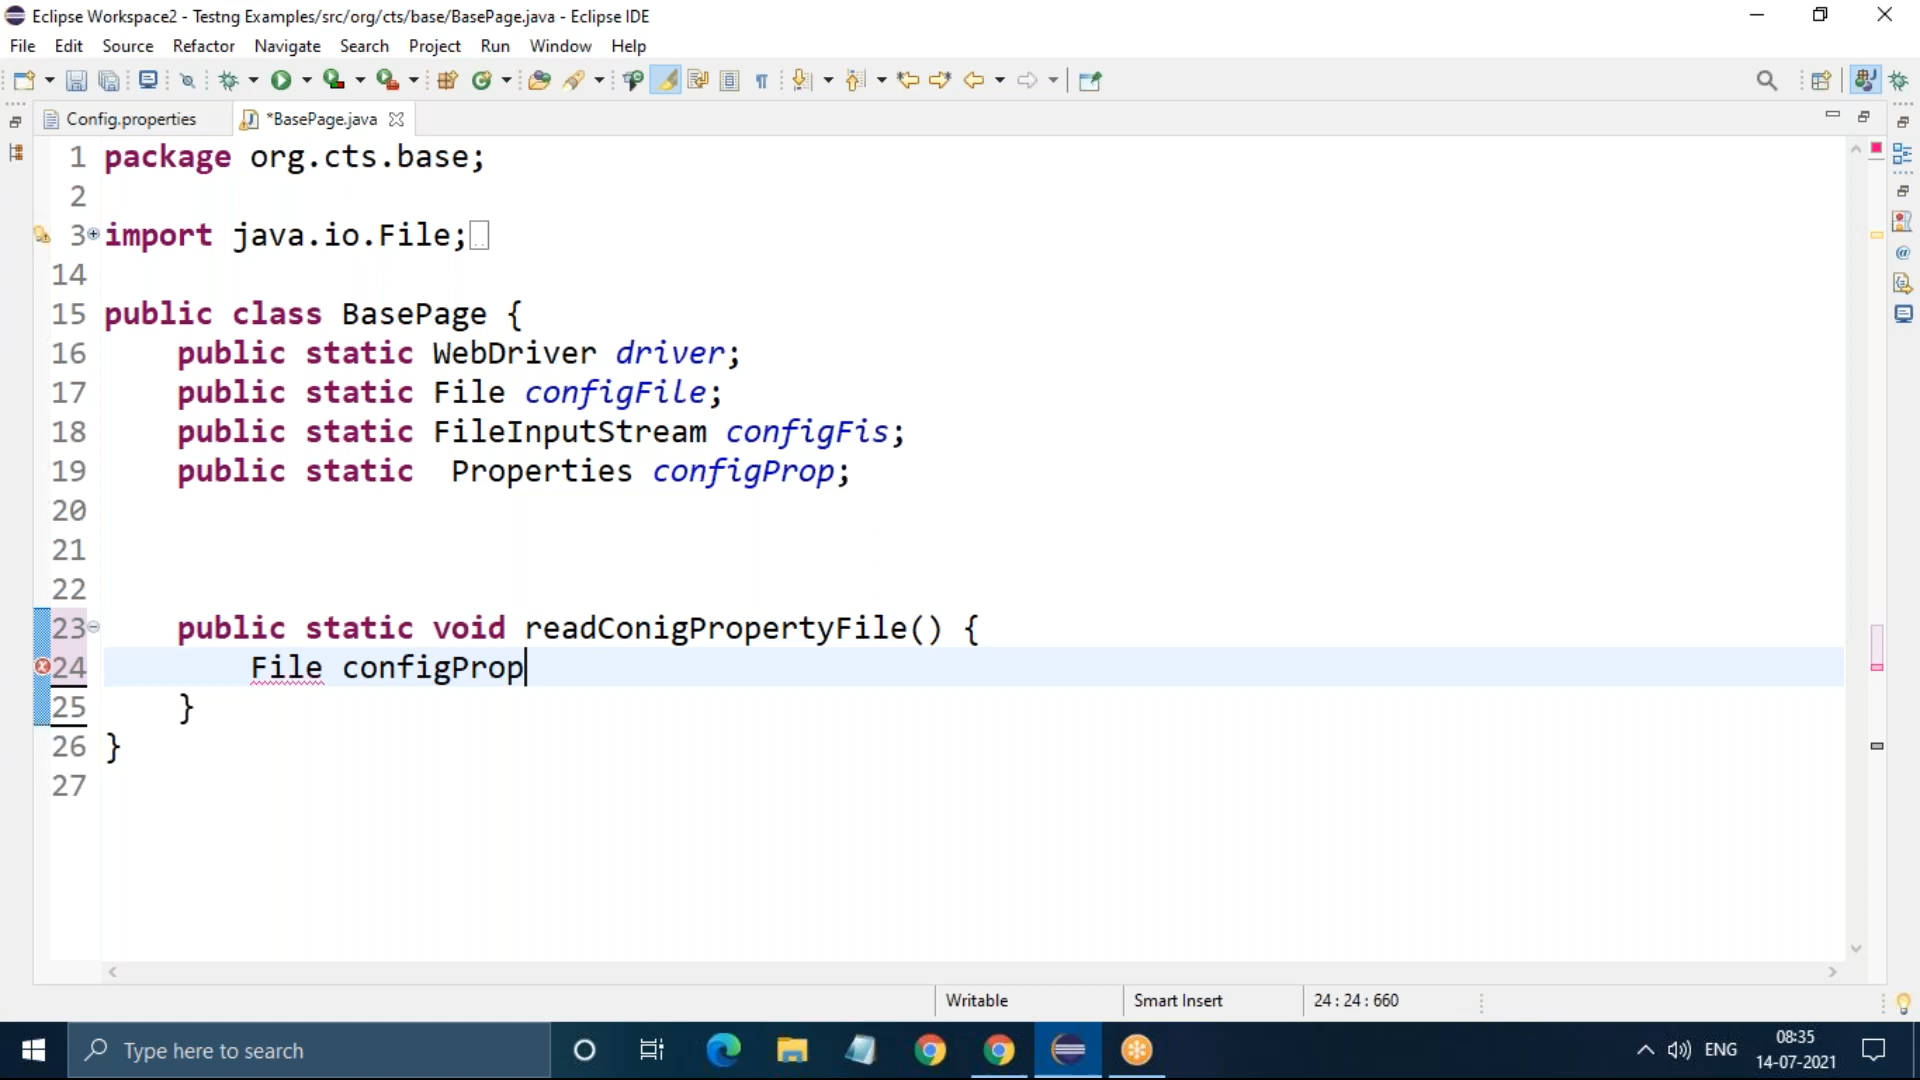 Eclipse Workspace2 - Testng Examples/src/org/cts/base/BasePage.java - Eclipse IDE
File Edit Source Refactor Navigate Search Project Run Window Help
Config.properties *BasePage.java
1 package org.cts.base;
2
3 import java.io.File;
14
15 public class BasePage {
16 public static WebDriver driver;
17 public static File configFile;
18 public static FileInputStream configFis;
19 public static  Properties configProp;
20
21
22
23 public static void readConigPropertyFile() {
24 File configProp
25 }
26 }
27
Writable Smart Insert 24 : 24 : 660
Type here to search ENG 08:35
14-07-2021